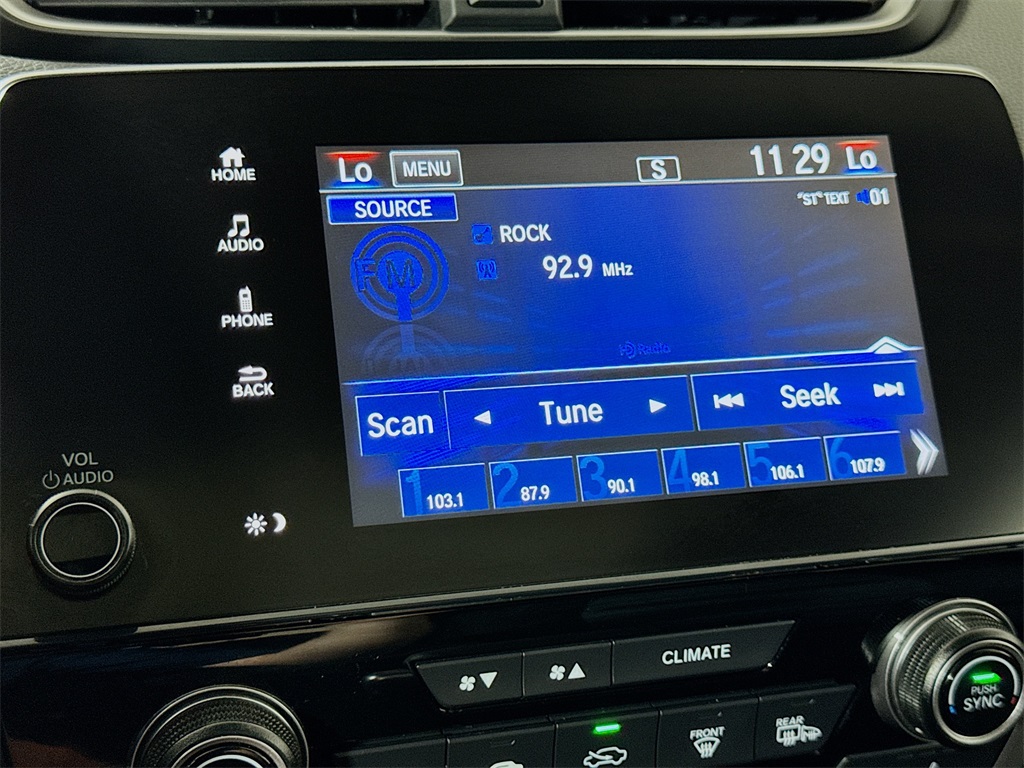 HOME
AUDIO
PHONE
BACK
VOL
AUDIO
Lo MENU S 11 29 Lo
SOURCE "ST" TEXT 01
FM
ROCK
92.9 MHz
HD Radio
Scan Tune Seek
1 103.1 2 87.9 3 90.1 4 98.1 5 106.1 6 107.9
CLIMATE
FRONT
REAR
PUSH
SYNC